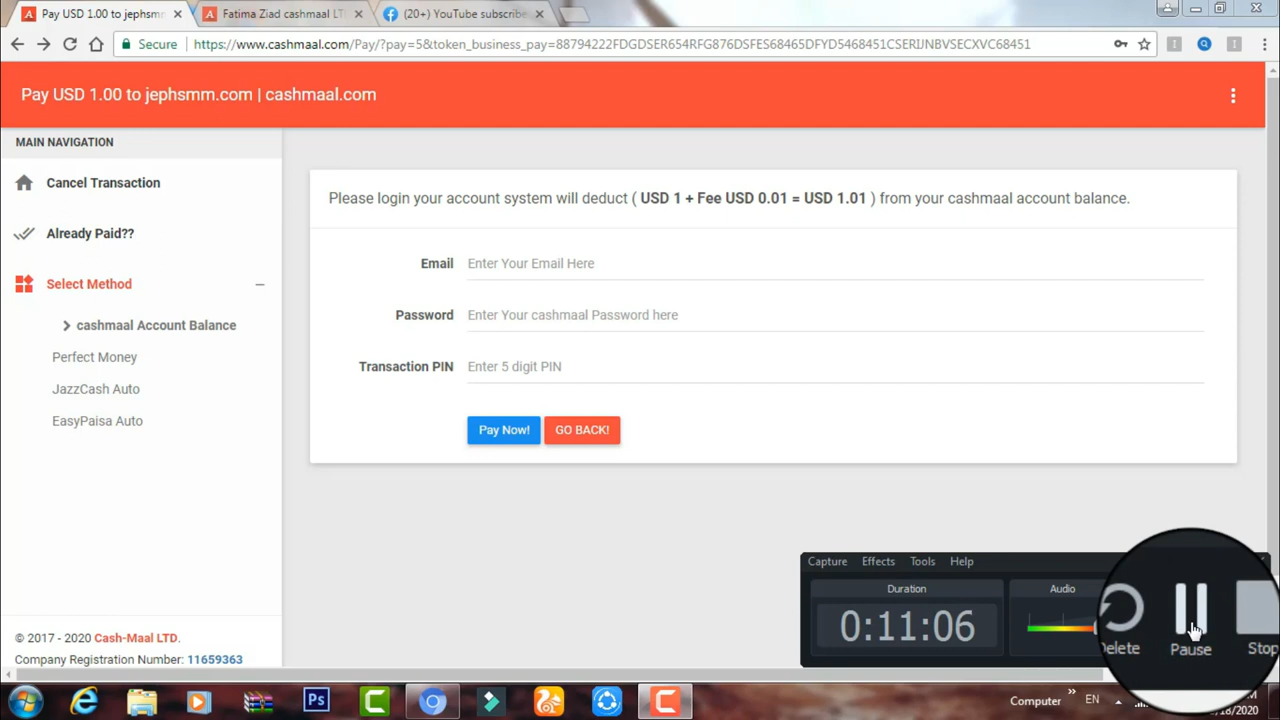 Pay USD 1.00 to jephsmm
Fatima Ziad cashmaal LT
(20+) YouTube subscribe
Secure
https://www.cashmaal.com/Pay/?pay=5&token_business_pay=88794222FDGDSER654RFG876DSFES68465DFYD5468451CSERIJNBVSECXVC68451
Pay USD 1.00 to jephsmm.com | cashmaal.com
MAIN NAVIGATION
Cancel Transaction
Already Paid??
Select Method
cashmaal Account Balance
Perfect Money
JazzCash Auto
EasyPaisa Auto
Please login your account system will deduct ( USD 1 + Fee USD 0.01 = USD 1.01 ) from your cashmaal account balance.
Email Enter Your Email Here
Password Enter Your cashmaal Password here
Transaction PIN Enter 5 digit PIN
Pay Now! GO BACK!
Capture Effects Tools Help
Duration Audio
0:11:06
Delete Pause Stop
© 2017 - 2020 Cash-Maal LTD.
Company Registration Number: 11659363
Ps
Computer
EN
/18/2020